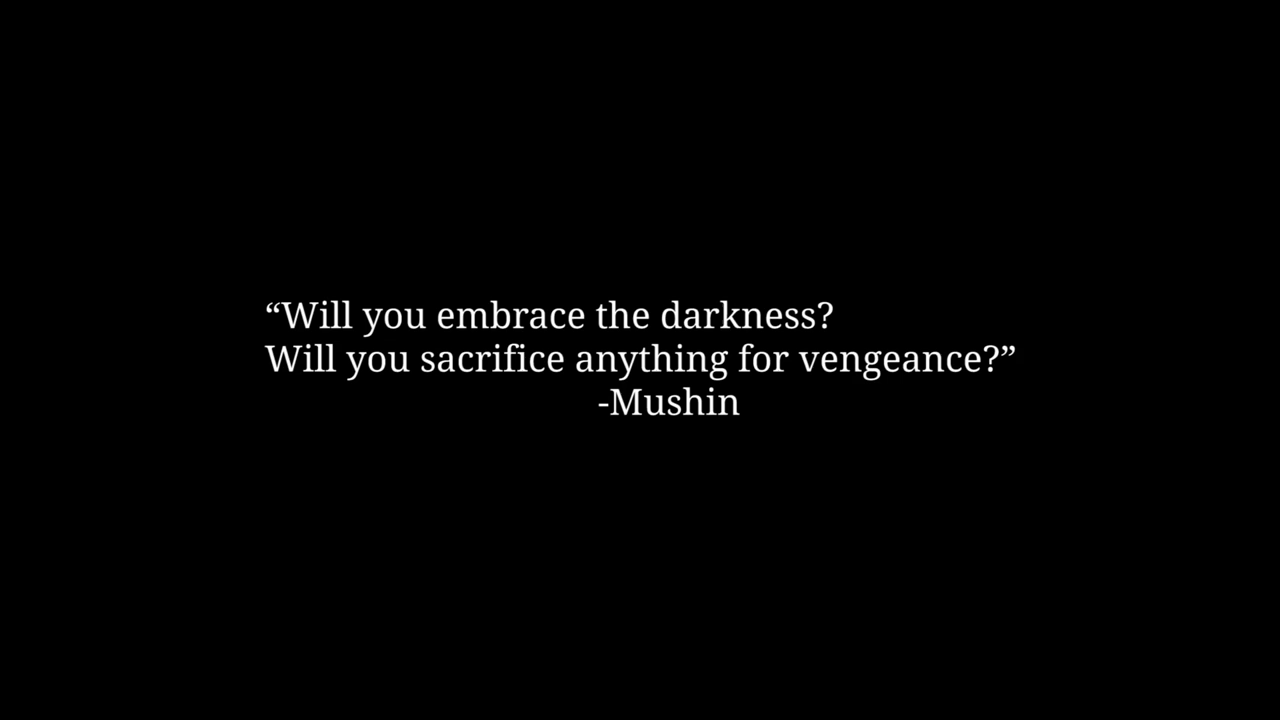 “Will you embrace the darkness?
Will you sacrifice anything for vengeance?”
-Mushin